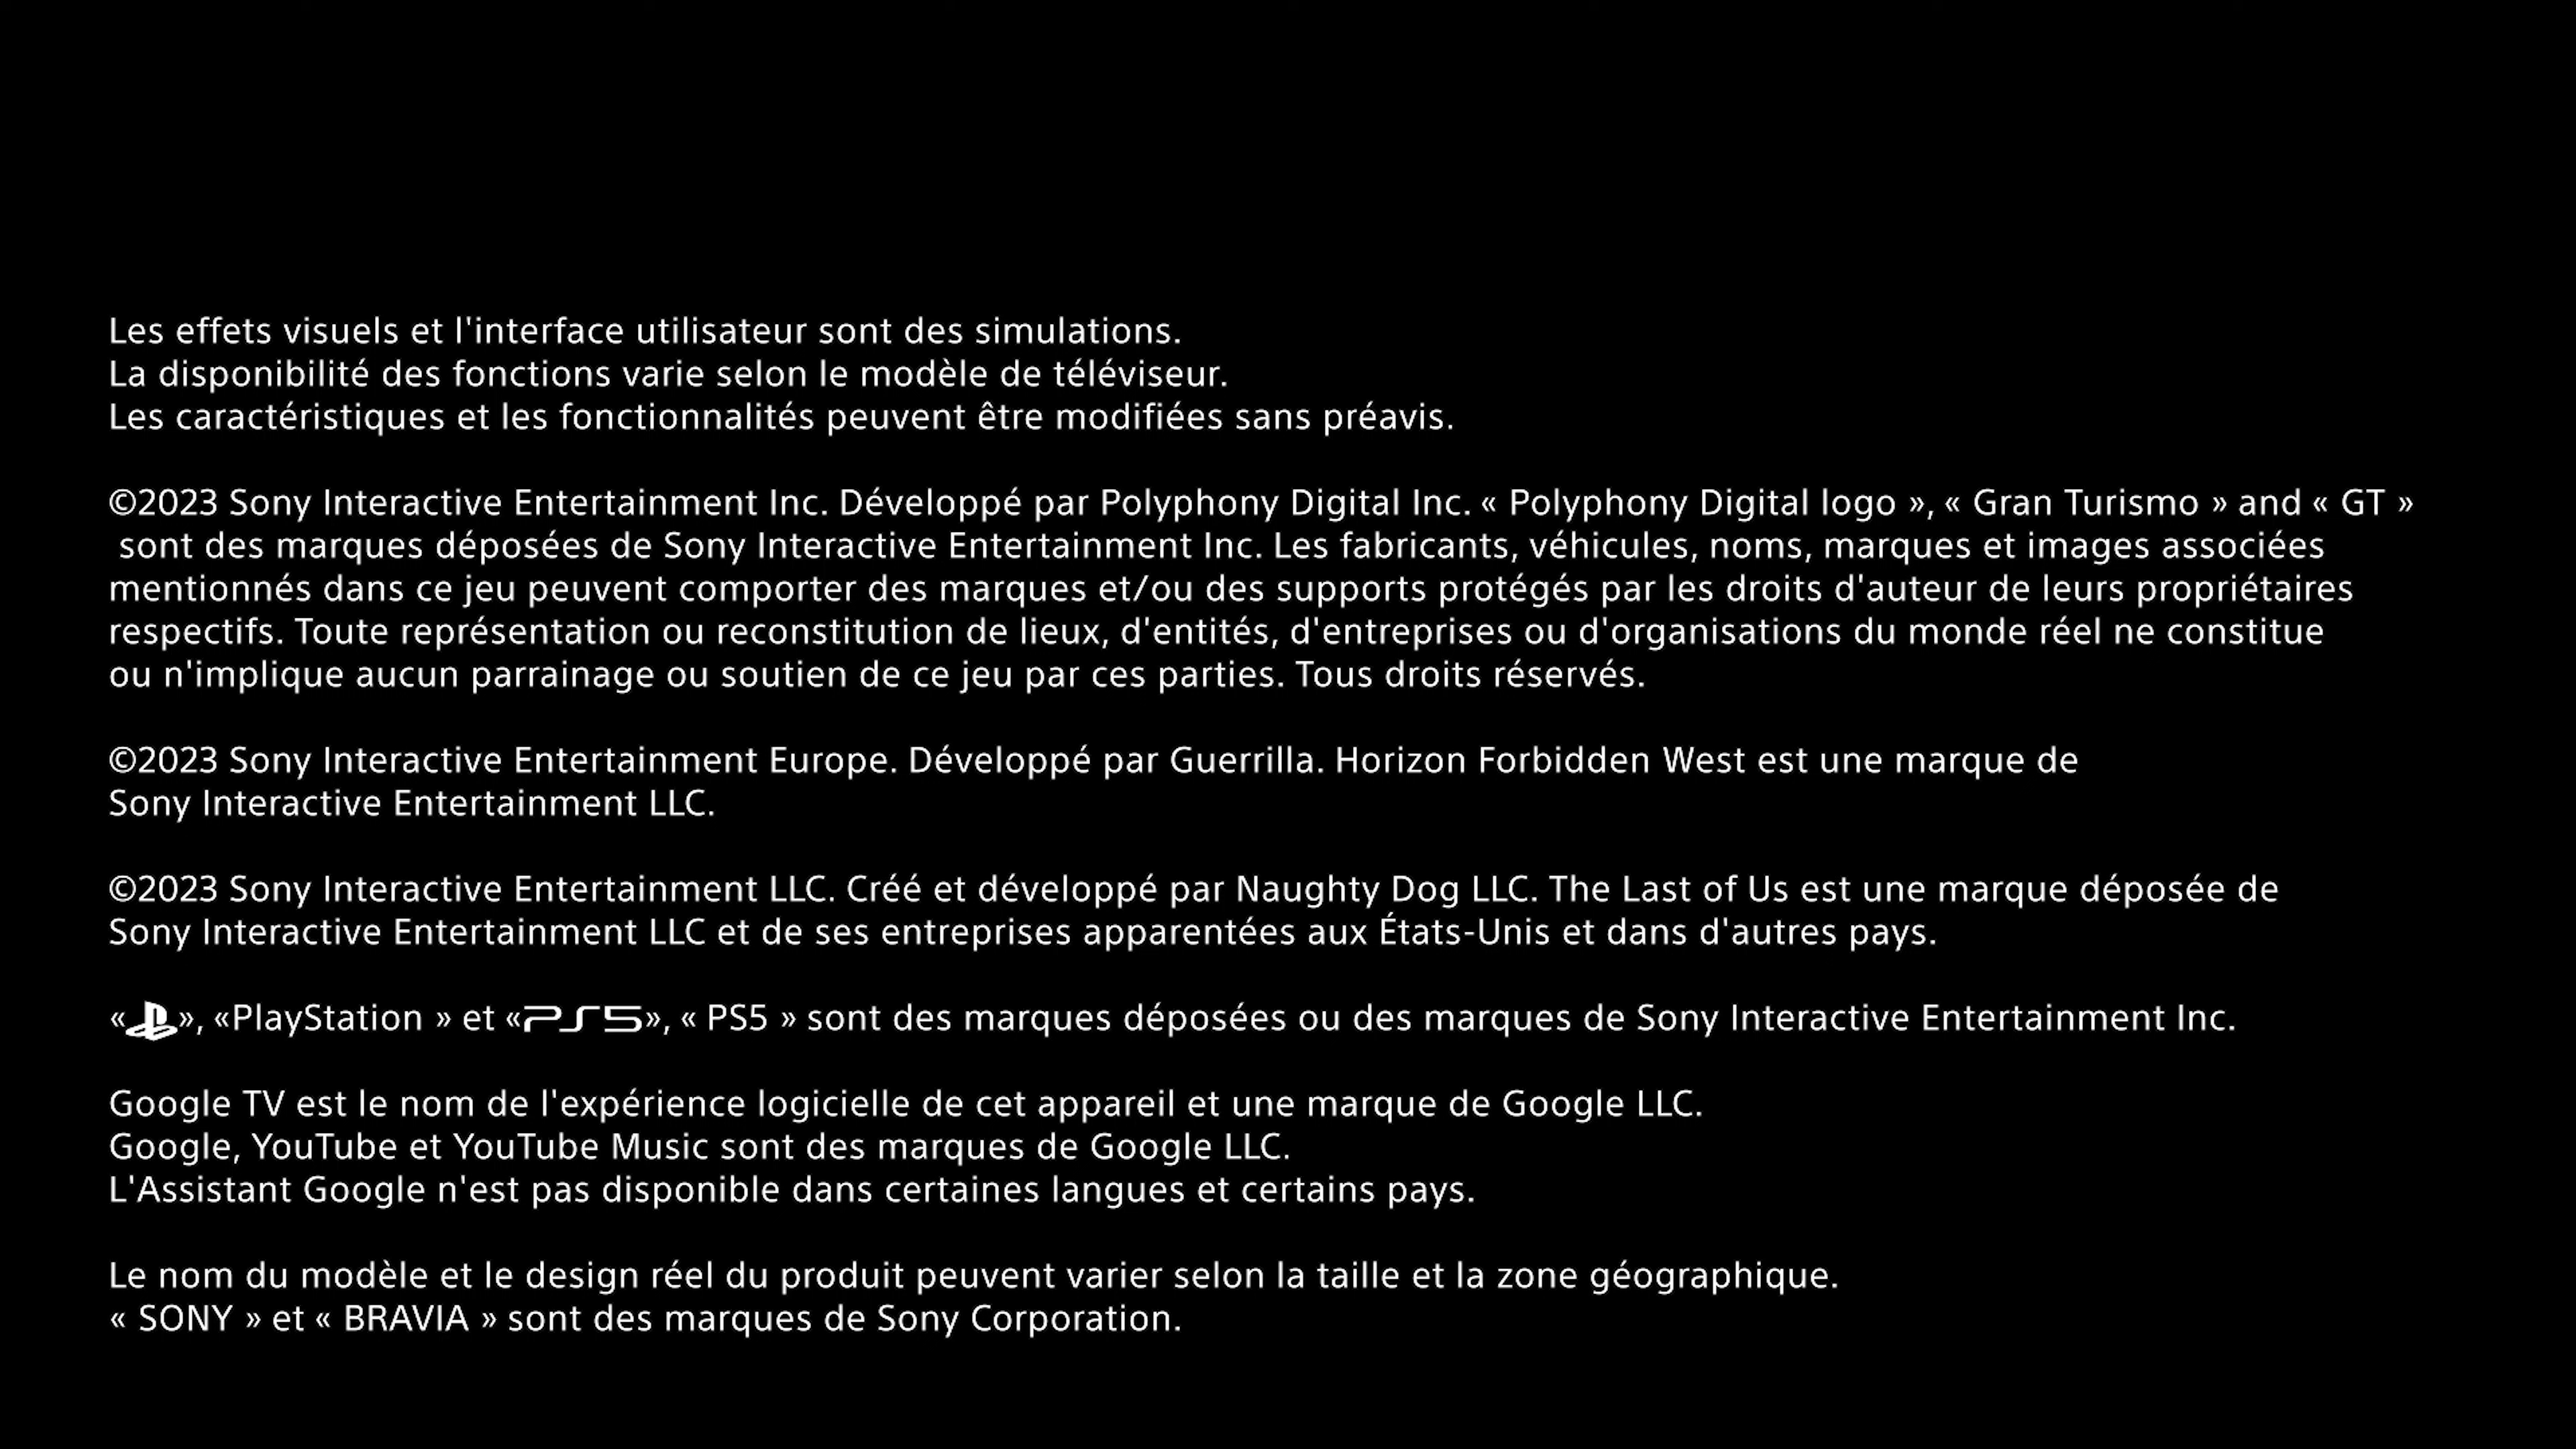 Les effets visuels et l'interface utilisateur sont des simulations.
La disponibilité des fonctions varie selon le modèle de téléviseur.
Les caractéristiques et les fonctionnalités peuvent être modifiées sans préavis.
©2023 Sony Interactive Entertainment Inc. Développé par Polyphony Digital Inc. « Polyphony Digital logo », « Gran Turismo » and « GT »
sont des marques déposées de Sony Interactive Entertainment Inc. Les fabricants, véhicules, noms, marques et images associées
mentionnés dans ce jeu peuvent comporter des marques et/ou des supports protégés par les droits d'auteur de leurs propriétaires
respectifs. Toute représentation ou reconstitution de lieux, d'entités, d'entreprises ou d'organisations du monde réel ne constitue
ou n'implique aucun parrainage ou soutien de ce jeu par ces parties. Tous droits réservés.
©2023 Sony Interactive Entertainment Europe. Développé par Guerrilla. Horizon Forbidden West est une marque de
Sony Interactive Entertainment LLC.
©2023 Sony Interactive Entertainment LLC. Créé et développé par Naughty Dog LLC. The Last of Us est une marque déposée de
Sony Interactive Entertainment LLC et de ses entreprises apparentées aux États-Unis et dans d'autres pays.
« », «PlayStation » et «PS5», « PS5 » sont des marques déposées ou des marques de Sony Interactive Entertainment Inc.
Google TV est le nom de l'expérience logicielle de cet appareil et une marque de Google LLC.
Google, YouTube et YouTube Music sont des marques de Google LLC.
L'Assistant Google n'est pas disponible dans certaines langues et certains pays.
Le nom du modèle et le design réel du produit peuvent varier selon la taille et la zone géographique.
« SONY » et « BRAVIA » sont des marques de Sony Corporation.